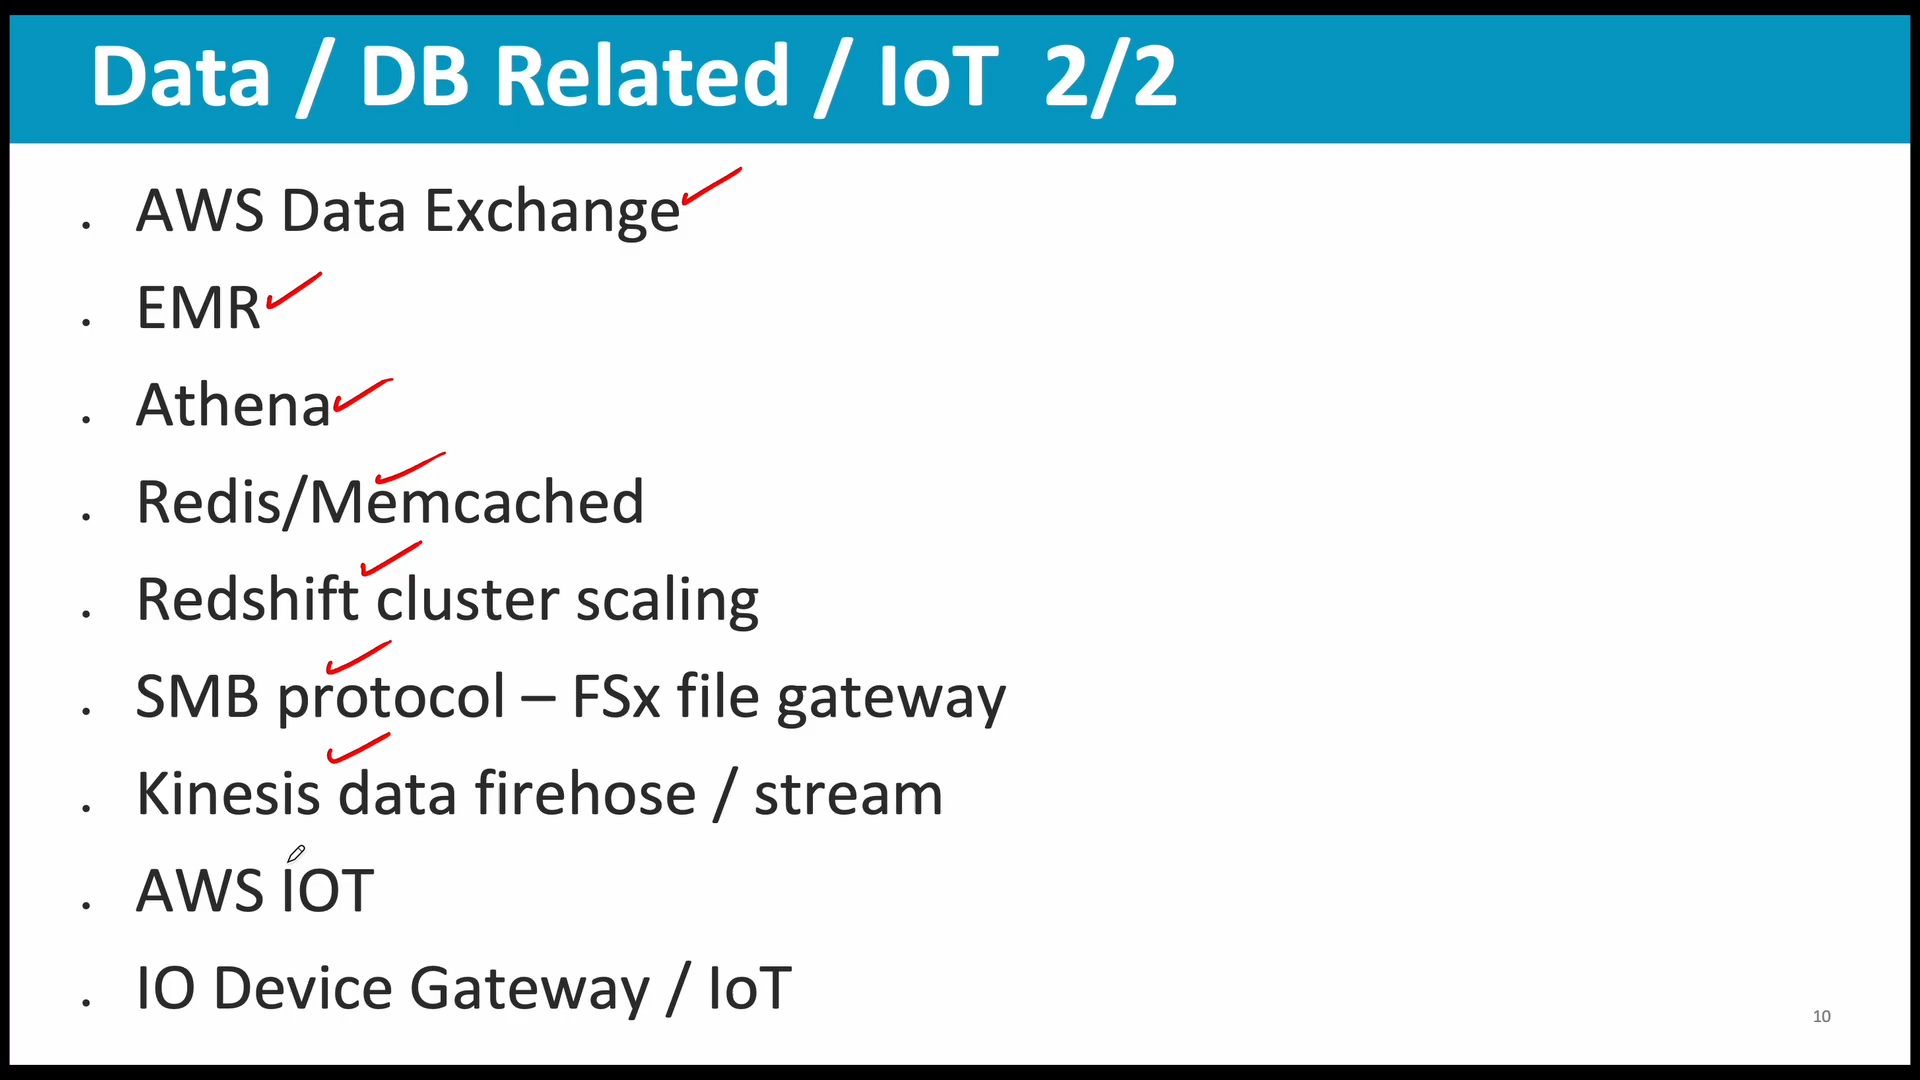 Data / DB Related / IoT 2/2
. AWS Data Exchange
. EMR
. Athena
. Redis/Memcached
. Redshift cluster scaling
. SMB protocol – FSx file gateway
. Kinesis data firehose / stream
. AWS IOT
. IO Device Gateway / IoT
10